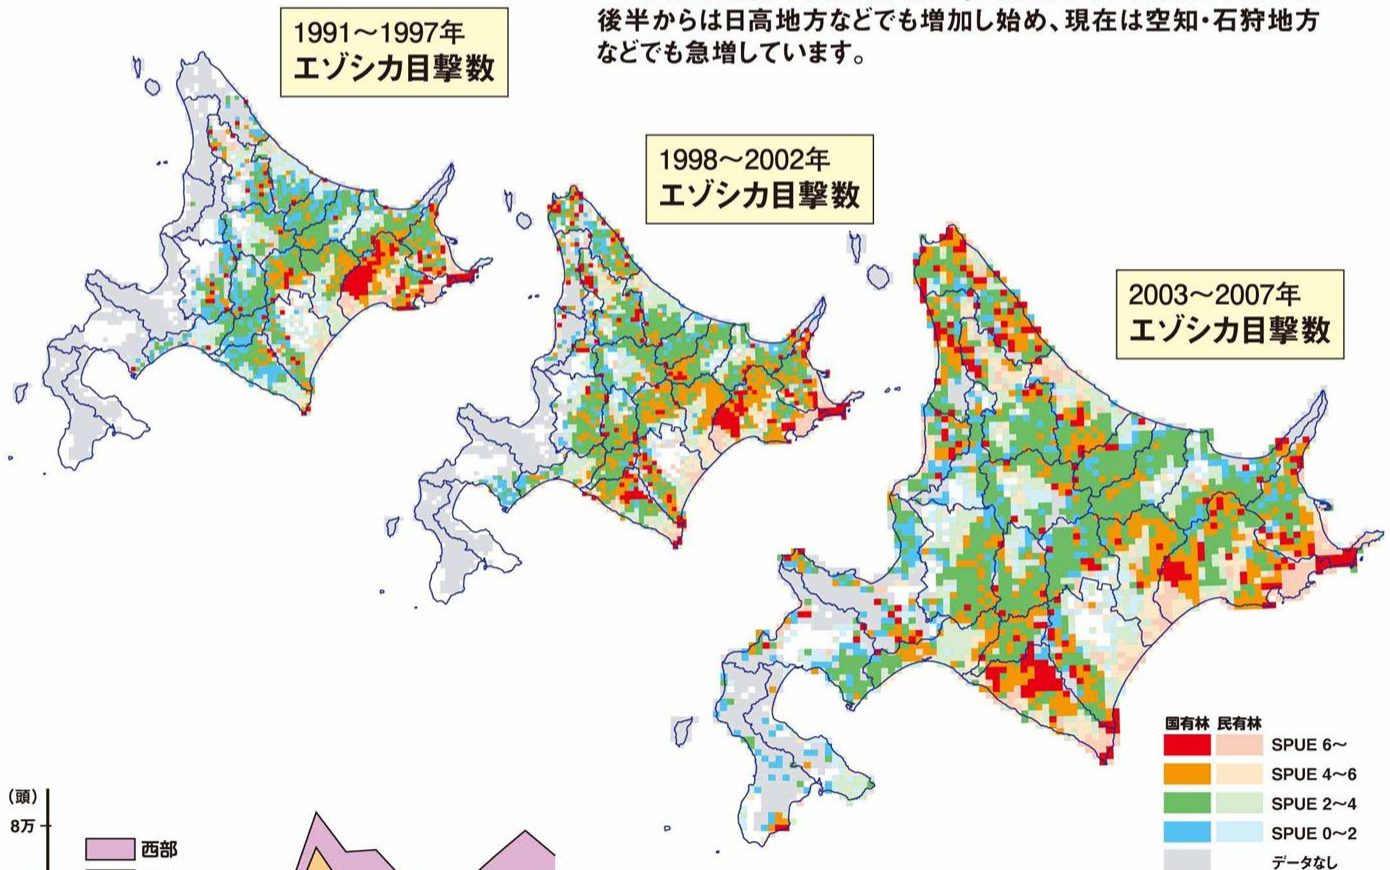 後半からは日高地方などでも増加し始め、現在は空知・石狩地方
などでも急増しています。
1991〜1997年
エゾシカ目撃数
1998〜2002年
エゾシカ目撃数
2003〜2007年
エゾシカ目撃数
国有林 民有林
SPUE 6〜
SPUE 4〜6
SPUE 2〜4
SPUE 0〜2
データなし
(頭)
8万
西部